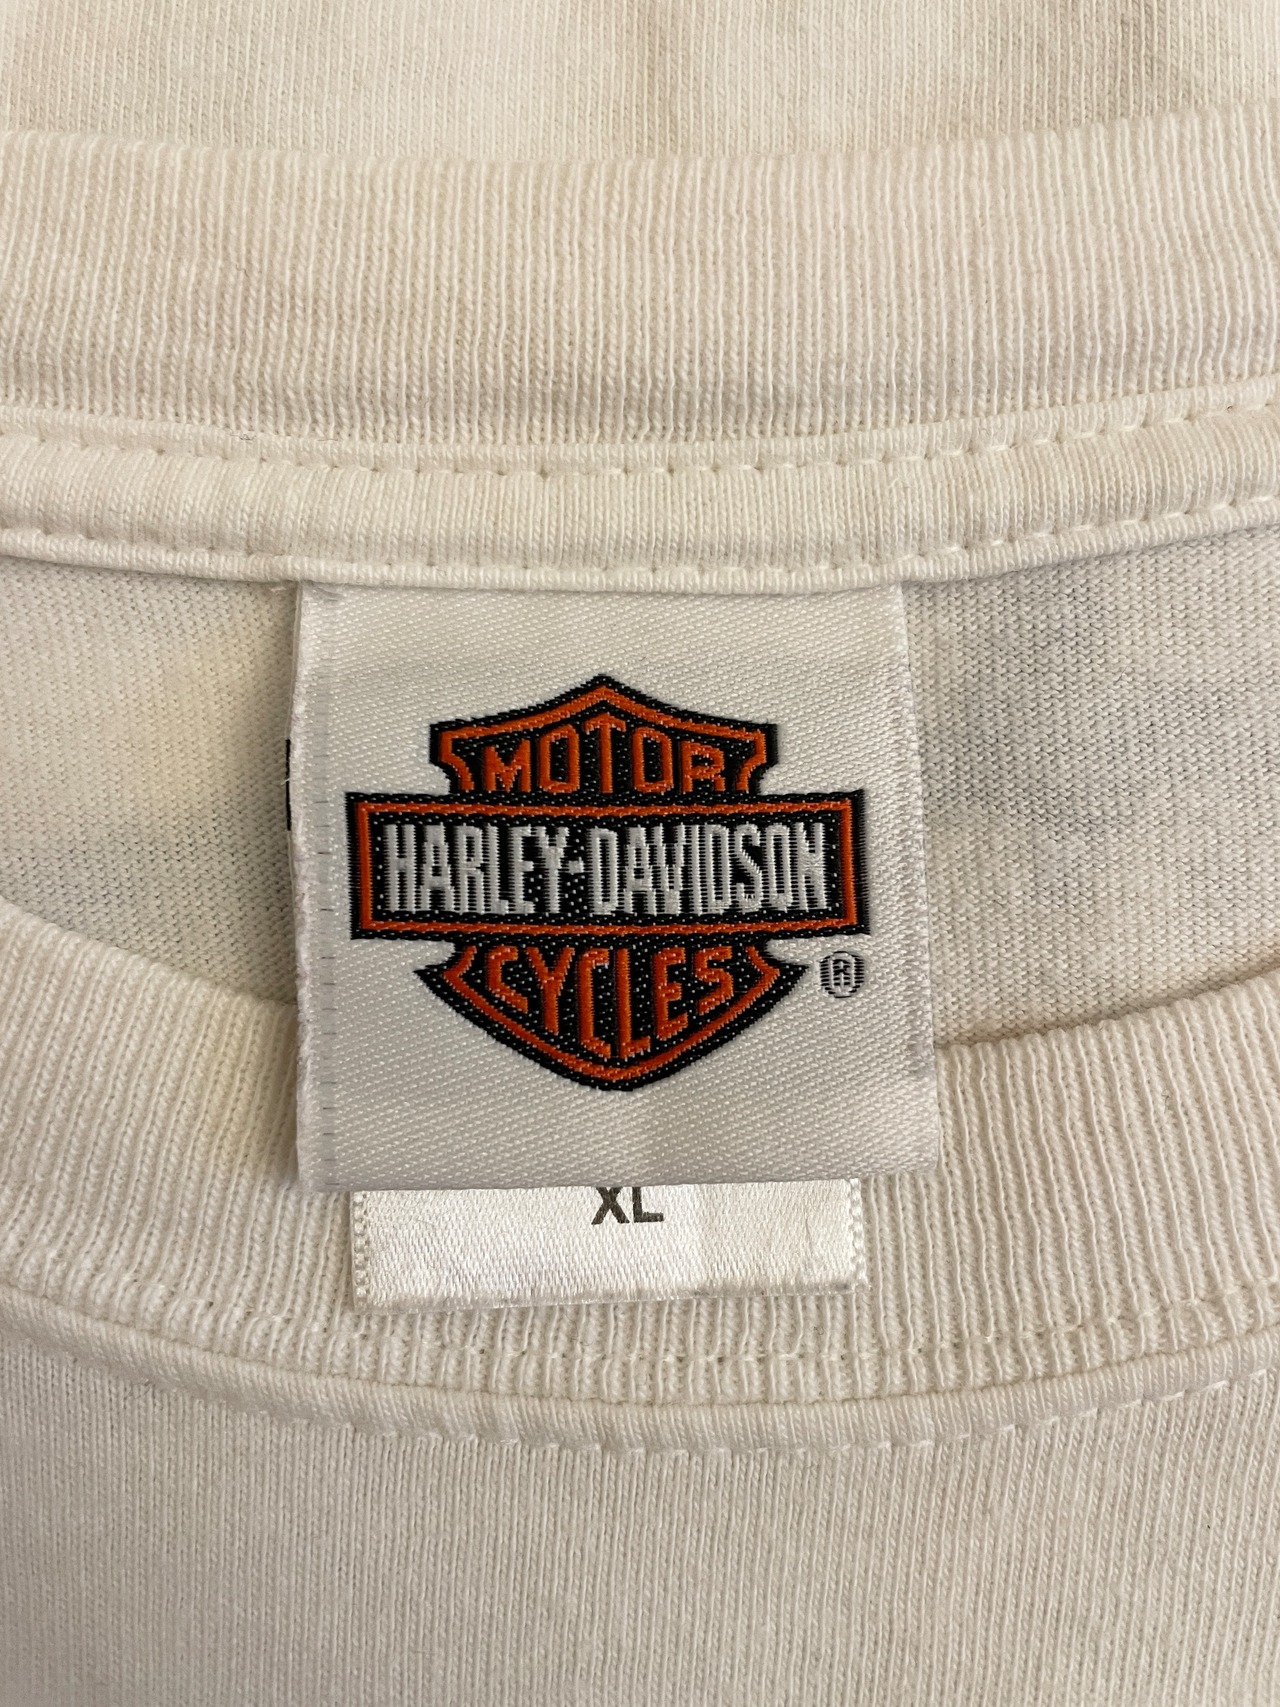 MOTOR
HARLEY-DAVIDSON
CYCLES
®
XL